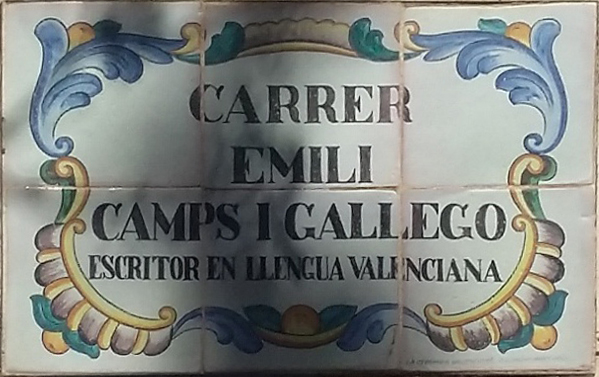 CARRER
EMILI
CAMPS I GALLEGO
ESCRITOR EN LLENGUA VALENCIANA